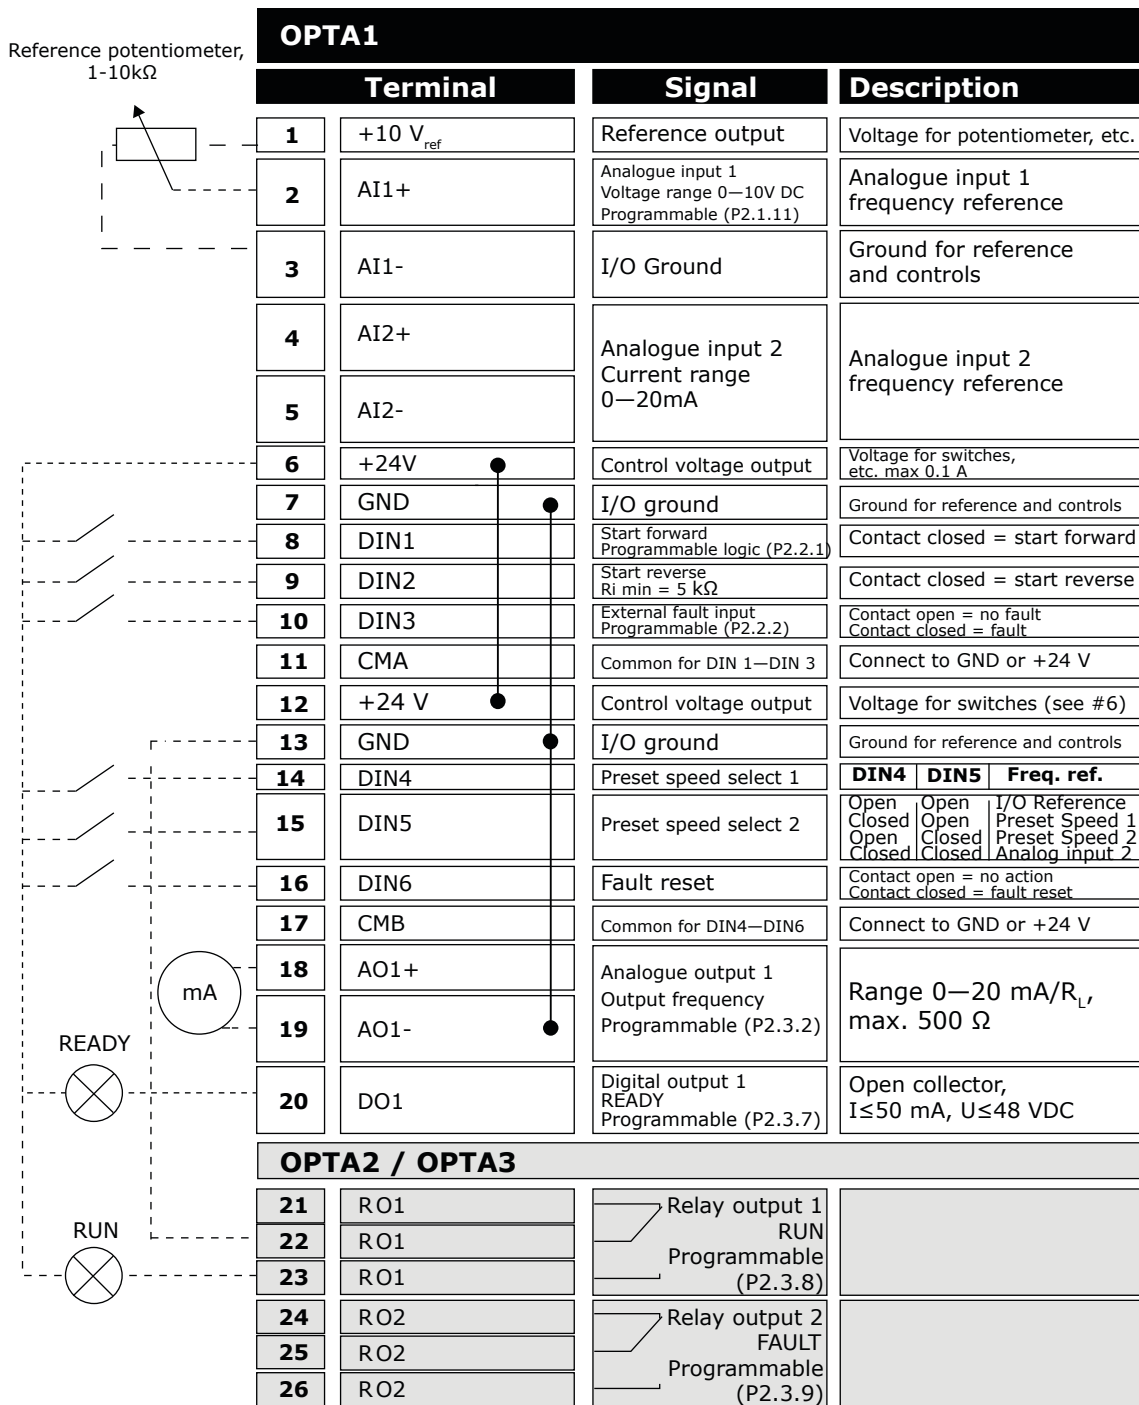 Reference potentiometer,
1-10kΩ
OPTA1
Terminal Signal Description
1 +10 Vref Reference output Voltage for potentiometer, etc.
2 AI1+ Analogue input 1
Voltage range 0—10V DC
Programmable (P2.1.11)
Analogue input 1
frequency reference
3 AI1- I/O Ground Ground for reference
and controls
4 AI2+
5 AI2-
Analogue input 2
Current range
0—20mA
Analogue input 2
frequency reference
6 +24V Control voltage output Voltage for switches,
etc. max 0.1 A
7 GND I/O ground Ground for reference and controls
8 DIN1 Start forward
Programmable logic (P2.2.1)
Contact closed = start forward
9 DIN2 Start reverse
Ri min = 5 kΩ
Contact closed = start reverse
10 DIN3 External fault input
Programmable (P2.2.2)
Contact open = no fault
Contact closed = fault
11 CMA Common for DIN 1—DIN 3 Connect to GND or +24 V
12 +24 V Control voltage output Voltage for switches (see #6)
13 GND I/O ground Ground for reference and controls
14 DIN4 Preset speed select 1 DIN4 DIN5 Freq. ref.
15 DIN5 Preset speed select 2
Open Open I/O Reference
Closed Open Preset Speed 1
Open Closed Preset Speed 2
Closed Closed Analog input 2
16 DIN6 Fault reset Contact open = no action
Contact closed = fault reset
17 CMB Common for DIN4—DIN6 Connect to GND or +24 V
mA
18 AO1+
19 AO1-
Analogue output 1
Output frequency
Programmable (P2.3.2)
Range 0—20 mA/RL,
max. 500 Ω
READY
20 DO1 Digital output 1
READY
Programmable (P2.3.7)
Open collector,
I≤50 mA, U≤48 VDC
OPTA2 / OPTA3
RUN
21 RO1
22 RO1
23 RO1
Relay output 1
RUN
Programmable
(P2.3.8)
24 RO2
25 RO2
26 RO2
Relay output 2
FAULT
Programmable
(P2.3.9)